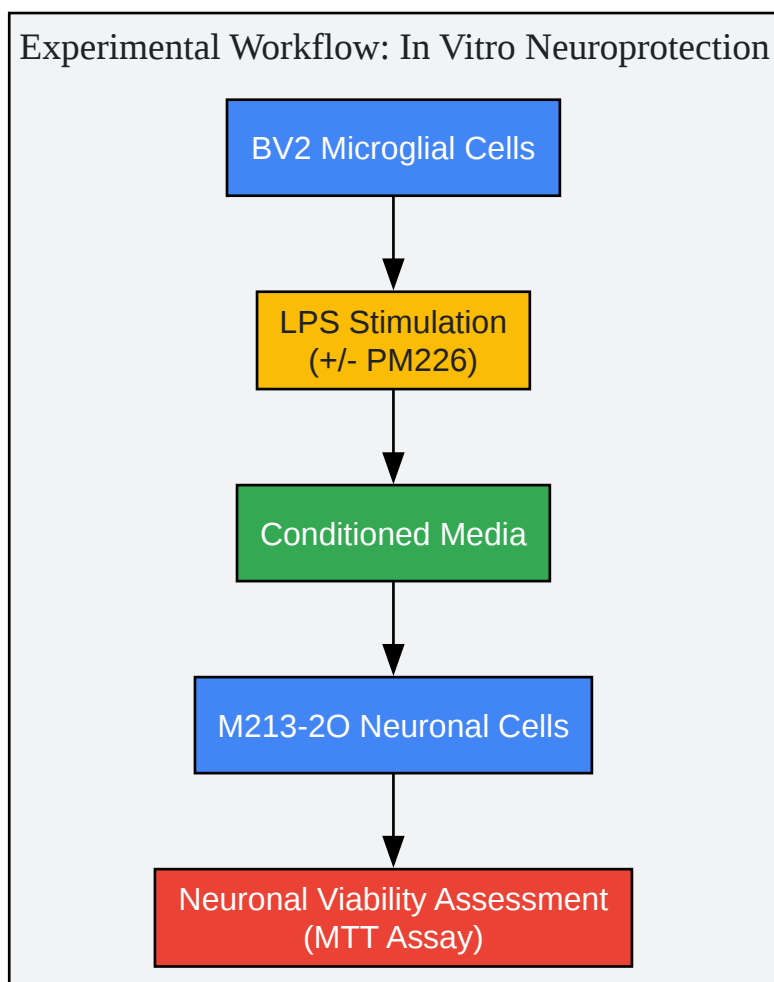 Experimental Workflow: In Vitro Neuroprotection
BV2 Microglial Cells
LPS Stimulation
(+/- PM226)
Conditioned Media
M213-2O Neuronal Cells
Neuronal Viability Assessment
(MTT Assay)